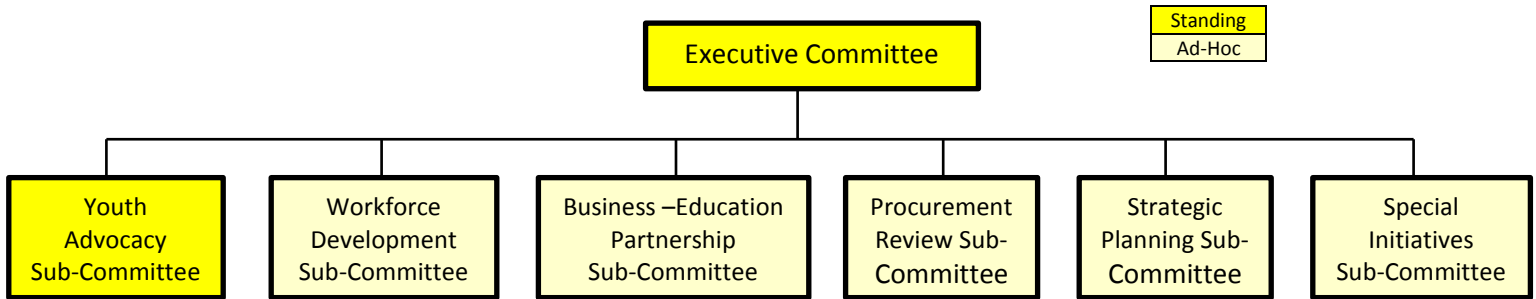 Standing
Ad-Hoc
Executive Committee
Youth
Advocacy
Sub-Committee
Workforce
Development
Sub-Committee
Business –Education
Partnership
Sub-Committee
Procurement
Review Sub-
Committee
Strategic
Planning Sub-
Committee
Special
Initiatives
Sub-Committee